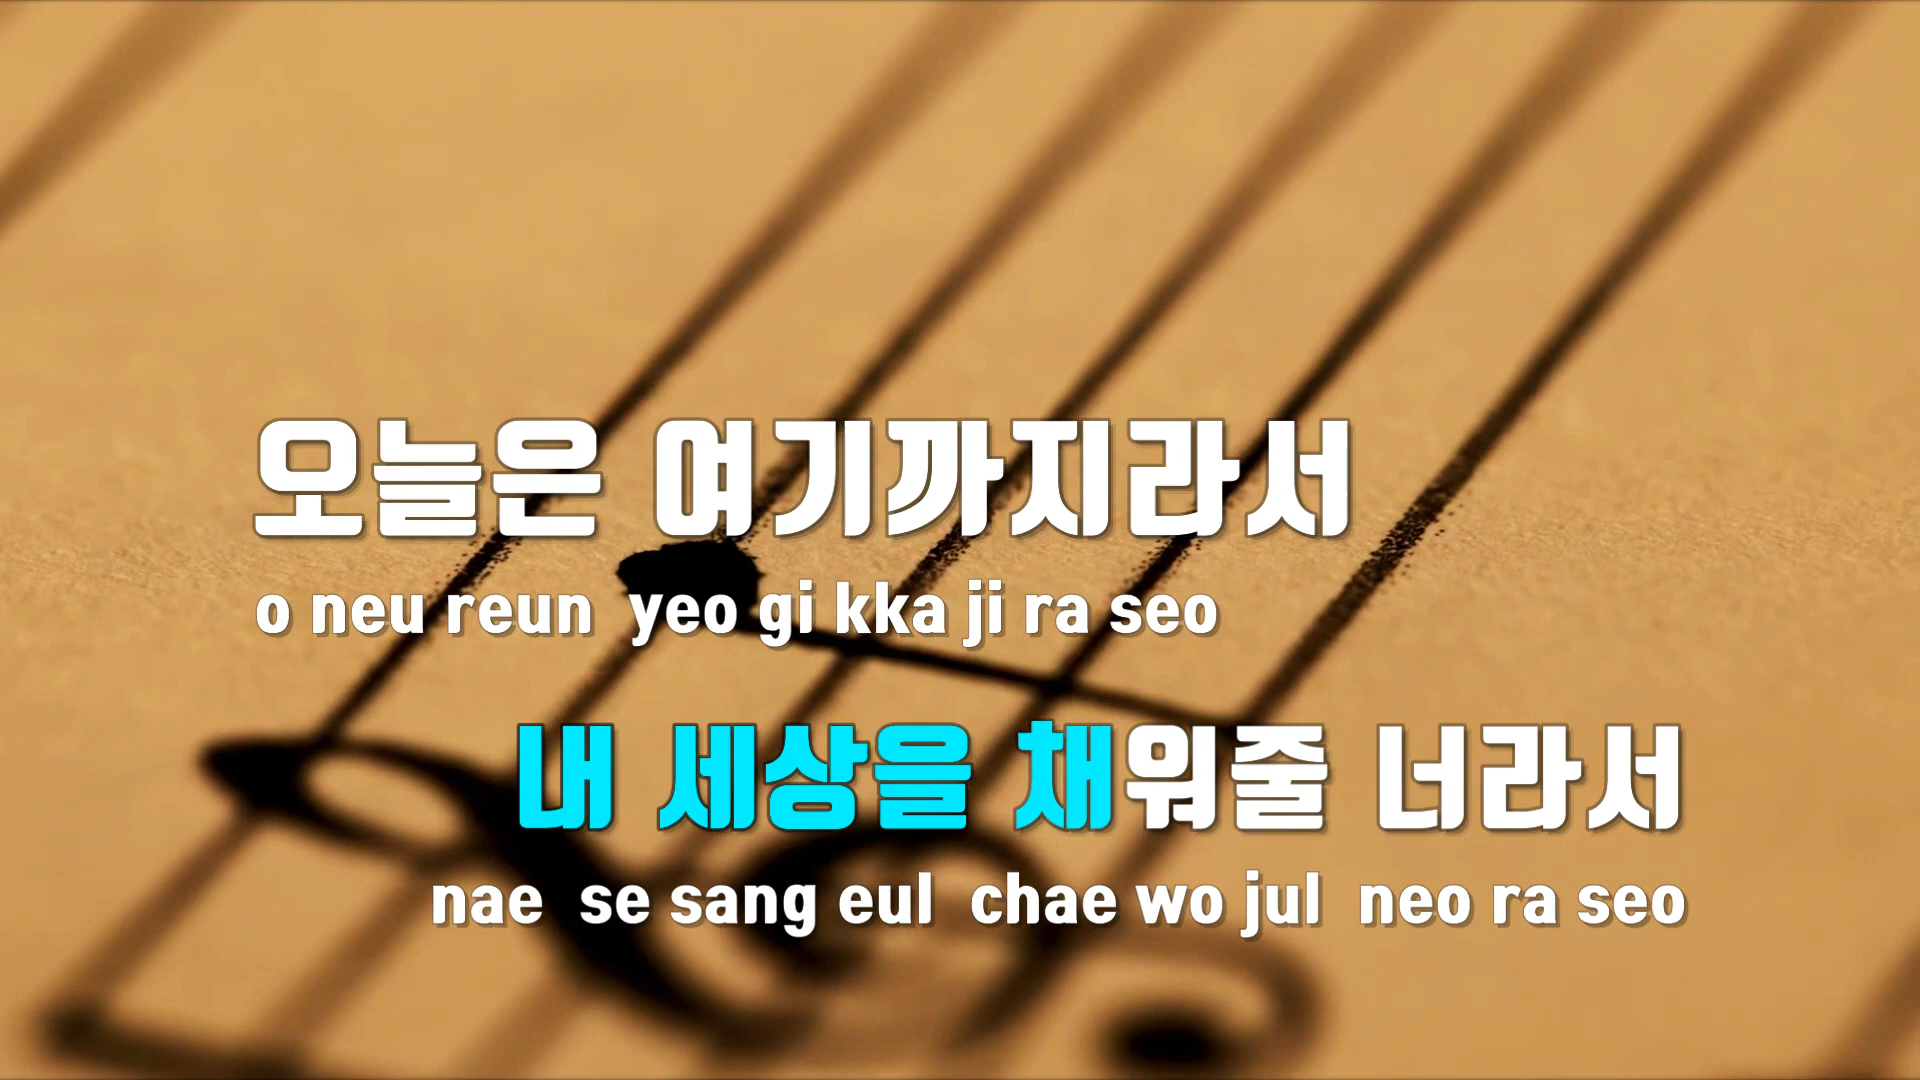 오늘은 여기까지라서
o neu reun yeo gi kka ji ra seo
내 세상을 채워줄 너라서
nae se sang eul chae wo jul neo ra seo